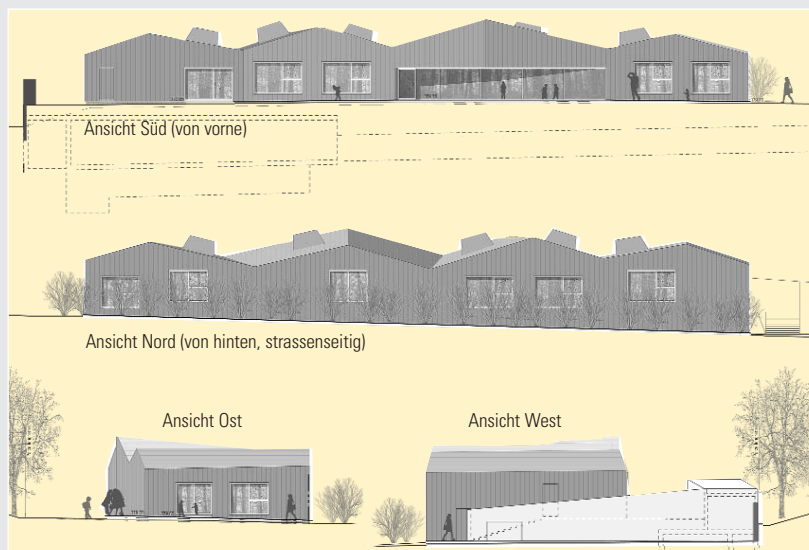 Ansicht Süd (von vorne)
Ansicht Nord (von hinten, strassenseitig)
Ansicht Ost
Ansicht West